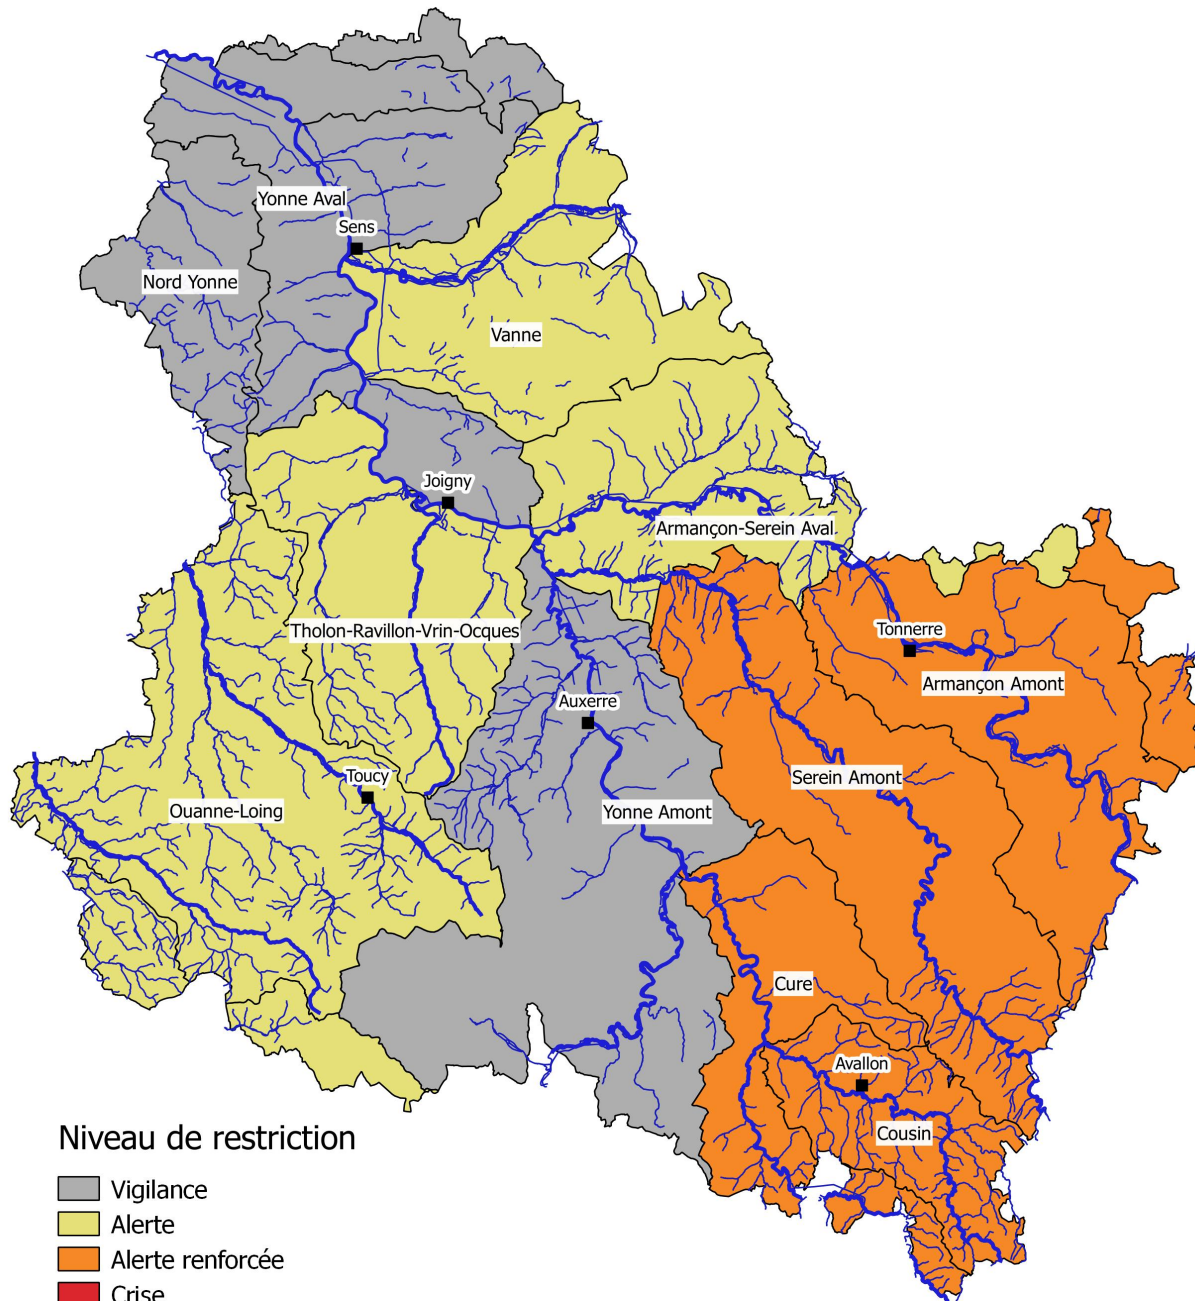 Yonne Aval
Sens
Nord Yonne
Vanne
Joigny
Armançon-Serein Aval
Tholon-Ravillon-Vrin-Ocques
Tonnerre
Armançon Amont
Auxerre
Toucy
Serein Amont
Ouanne-Loing
Yonne Amont
Cure
Avallon
Cousin
Niveau de restriction
Vigilance
Alerte
Alerte renforcée
Crise